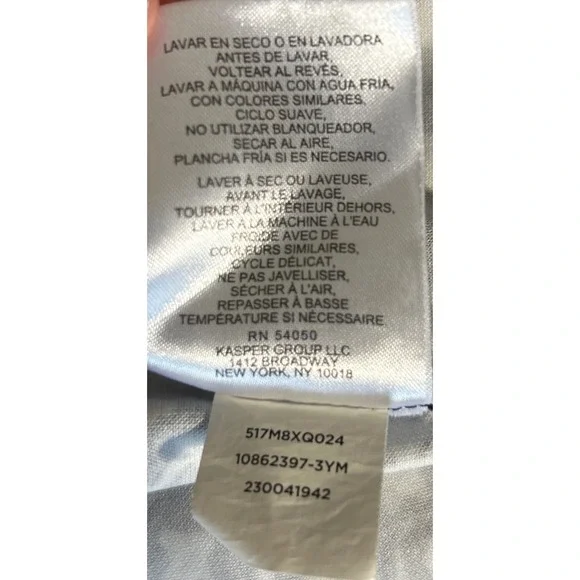 LAVAR EN SECO O EN LAVADORA
ANTES DE LAVAR,
VOLTEAR AL REVÉS,
LAVAR A MÁQUINA CON AGUA FRIA,
CON COLORES SIMILARES,
CICLO SUAVE,
NO UTILIZAR BLANQUEADOR,
SECAR AL AIRE,
PLANCHA FRÍA SI ES NECESARIO.
LAVER À SEC OU LAVEUSE,
AVANT LE LAVAGE,
TOURNER À L'INTÉRIEUR DEHORS,
LAVER A LA MACHINE À L'EAU
FROIDE AVEC DE
COULEURS SIMILAIRES,
CYCLE DÉLICAT,
NE PAS JAVELLISER,
SÉCHER À L'AIR,
REPASSER À BASSE
TEMPÉRATURE SI NÉCESSAIRE
RN 54050
KASPER GROUP LLC
1412 BROADWAY
NEW YORK, NY 10018
517M8XQ024
10862397-3YM
230041942